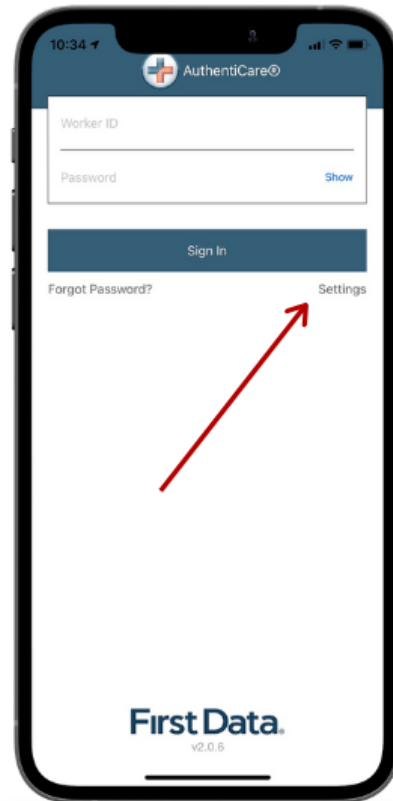 10:34
AuthentiCare®
Worker ID
Password Show
Sign In
Forgot Password? Settings
First Data.
v2.0.6